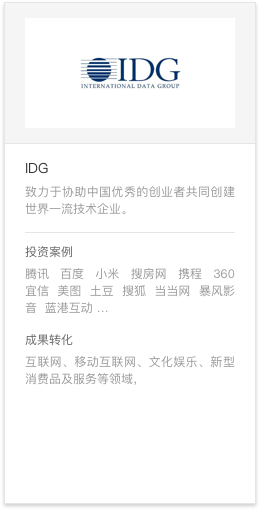 IDG
INTERNATIONAL DATA GROUP
IDG
致力于协助中国优秀的创业者共同创建
世界一流技术企业。
投资案例
腾讯 百度 小米 搜房网 携程 360
宜信 美图 土豆 搜狐 当当网 暴风影
音 蓝港互动 ...
成果转化
互联网、移动互联网、文化娱乐、新型
消费品及服务等领域,